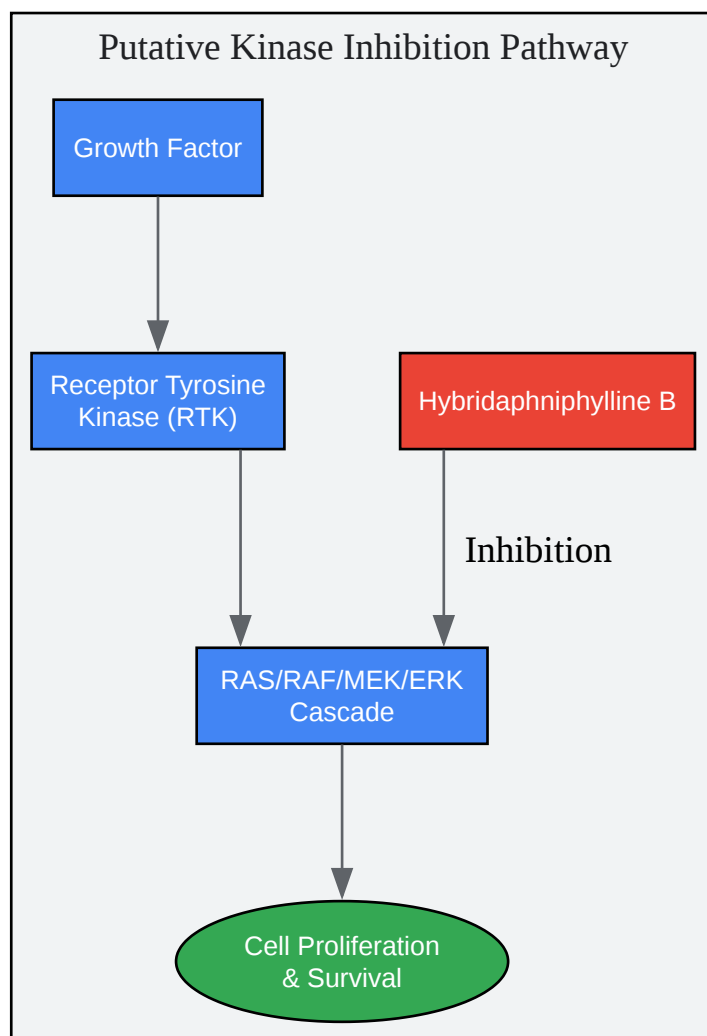 Putative Kinase Inhibition Pathway
Growth Factor
Receptor Tyrosine
Kinase (RTK)
Hybridaphniphylline B
Inhibition
RAS/RAF/MEK/ERK
Cascade
Cell Proliferation
& Survival